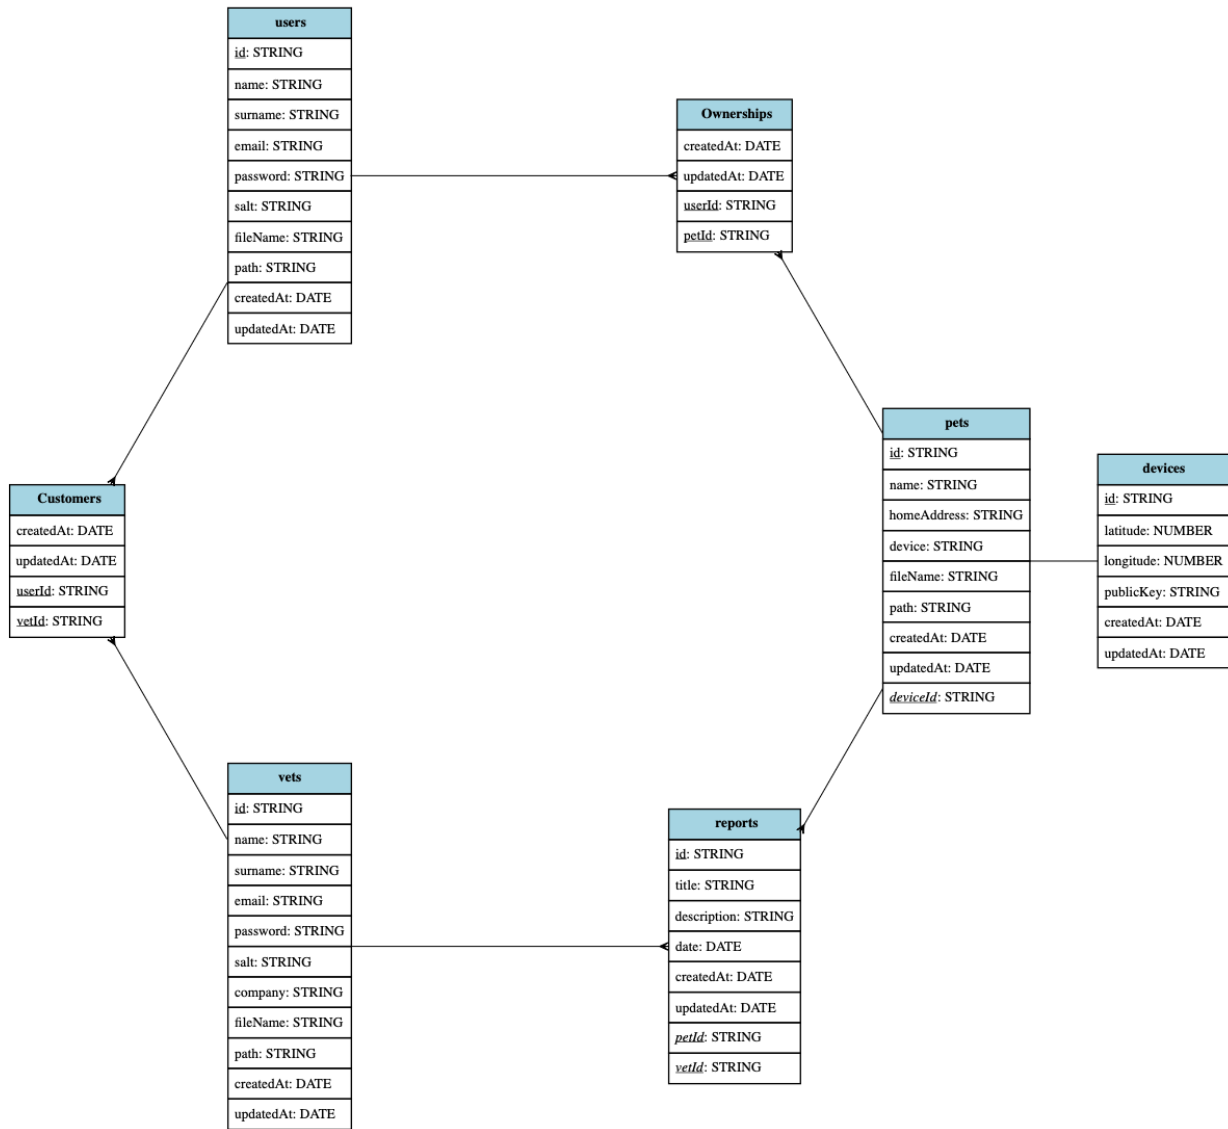 users
id: STRING
name: STRING
surname: STRING
email: STRING
password: STRING
salt: STRING
fileName: STRING
path: STRING
createdAt: DATE
updatedAt: DATE
Ownerships
createdAt: DATE
updatedAt: DATE
userId: STRING
petId: STRING
pets
id: STRING
name: STRING
homeAddress: STRING
device: STRING
fileName: STRING
path: STRING
createdAt: DATE
updatedAt: DATE
deviceId: STRING
devices
id: STRING
latitude: NUMBER
longitude: NUMBER
publicKey: STRING
createdAt: DATE
updatedAt: DATE
Customers
createdAt: DATE
updatedAt: DATE
userId: STRING
vetId: STRING
vets
id: STRING
name: STRING
surname: STRING
email: STRING
password: STRING
salt: STRING
company: STRING
fileName: STRING
path: STRING
createdAt: DATE
updatedAt: DATE
reports
id: STRING
title: STRING
description: STRING
date: DATE
createdAt: DATE
updatedAt: DATE
petId: STRING
vetId: STRING